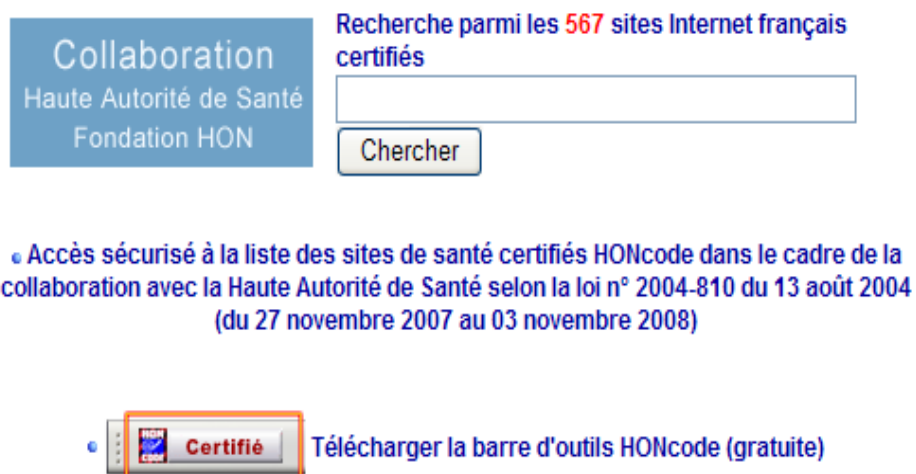 Collaboration
Haute Autorité de Santé
Fondation HON
Recherche parmi les 567 sites Internet français
certifiés
Chercher
Accès sécurisé à la liste des sites de santé certifiés HONcode dans le cadre de la
collaboration avec la Haute Autorité de Santé selon la loi n° 2004-810 du 13 août 2004
(du 27 novembre 2007 au 03 novembre 2008)
HON
CODE
Certifié
Télécharger la barre d'outils HONcode (gratuite)